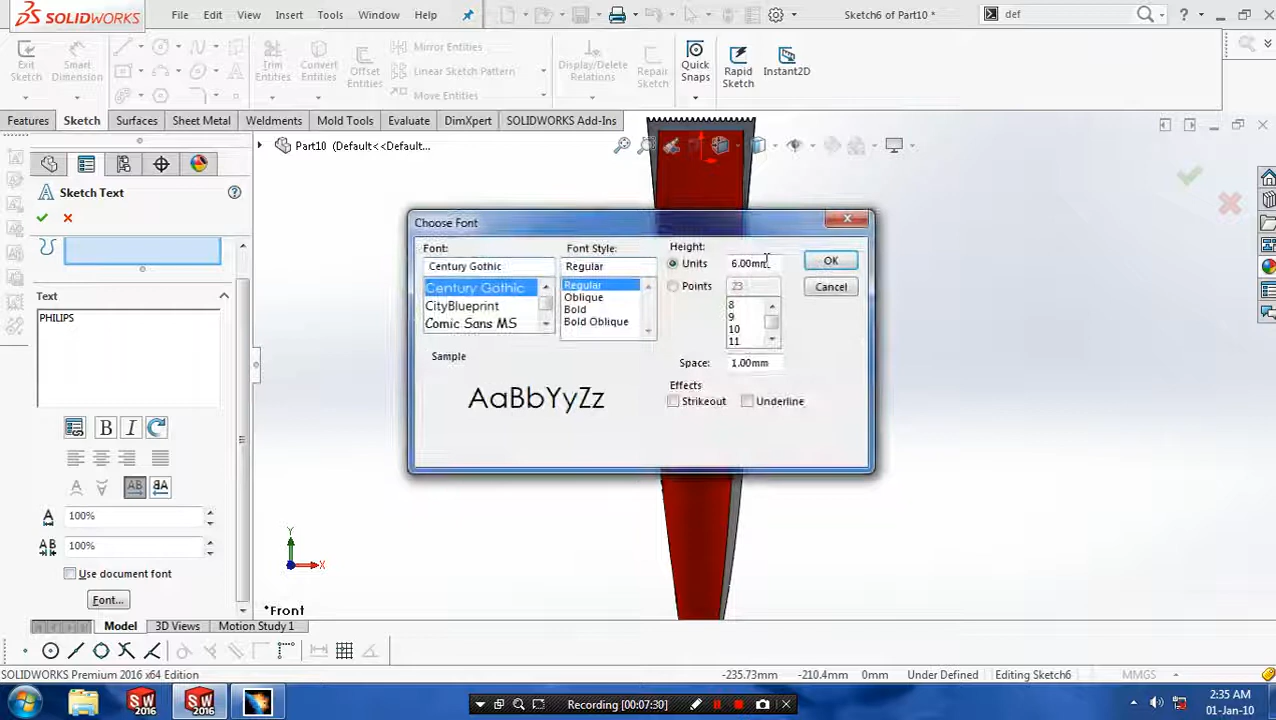 SOLIDWORKS File Edit View Insert Tools Window Help Sketch6 of Part10 * def ?
Exit Sketch
Smart Dimension
Trim Entities
Convert Entities
Offset Entities
Mirror Entities
Linear Sketch Pattern
Move Entities
Display/Delete Relations
Repair Sketch
Quick Snaps
Rapid Sketch
Instant2D
Features Sketch Surfaces Sheet Metal Weldments Mold Tools Evaluate DimXpert SOLIDWORKS Add-Ins
Part10 (Default<<Default...
Sketch Text ?
Text
PHILIPS
B I
AB BA
A 100%
AB 100%
Use document font
Font...
Choose Font
Font: Font Style: Height:
Century Gothic Regular Units 6.00mm OK
Century Gothic Regular Points 23 Cancel
CityBlueprint Oblique 8
Comic Sans MS Bold 9
Bold Oblique 10
11
Sample Space: 1.00mm
AaBbYyZz Effects
Strikeout Underline
Y
X
*Front
Model 3D Views Motion Study 1
SOLIDWORKS Premium 2016 x64 Edition -235.73mm -210.4mm 0mm Under Defined Editing Sketch6 MMGS
SW 2016 SW 2016 Recording [00:07:30] 2:35 AM
01-Jan-10